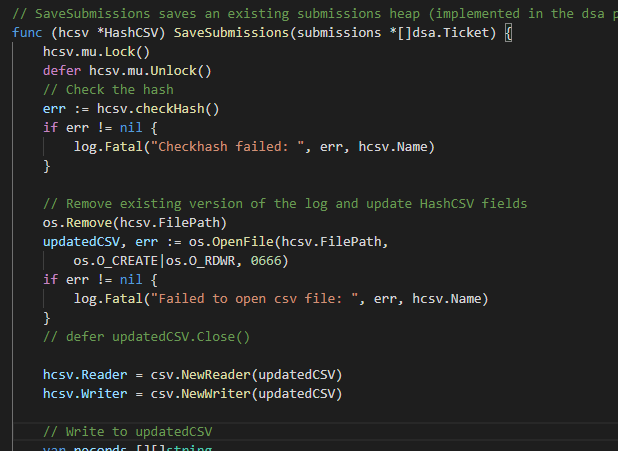 // SaveSubmissions saves an existing submissions heap (implemented in the dsa
func (hcsv *HashCSV) SaveSubmissions(submissions *[]dsa.Ticket) {
    hcsv.mu.Lock()
    defer hcsv.mu.Unlock()
    // Check the hash
    err := hcsv.checkHash()
    if err != nil {
        log.Fatal("Checkhash failed: ", err, hcsv.Name)
    }

    // Remove existing version of the log and update HashCSV fields
    os.Remove(hcsv.FilePath)
    updatedCSV, err := os.OpenFile(hcsv.FilePath,
        os.O_CREATE|os.O_RDWR, 0666)
    if err != nil {
        log.Fatal("Failed to open csv file: ", err, hcsv.Name)
    }
    // defer updatedCSV.Close()

    hcsv.Reader = csv.NewReader(updatedCSV)
    hcsv.Writer = csv.NewWriter(updatedCSV)

    // Write to updatedCSV
    var records [][]string